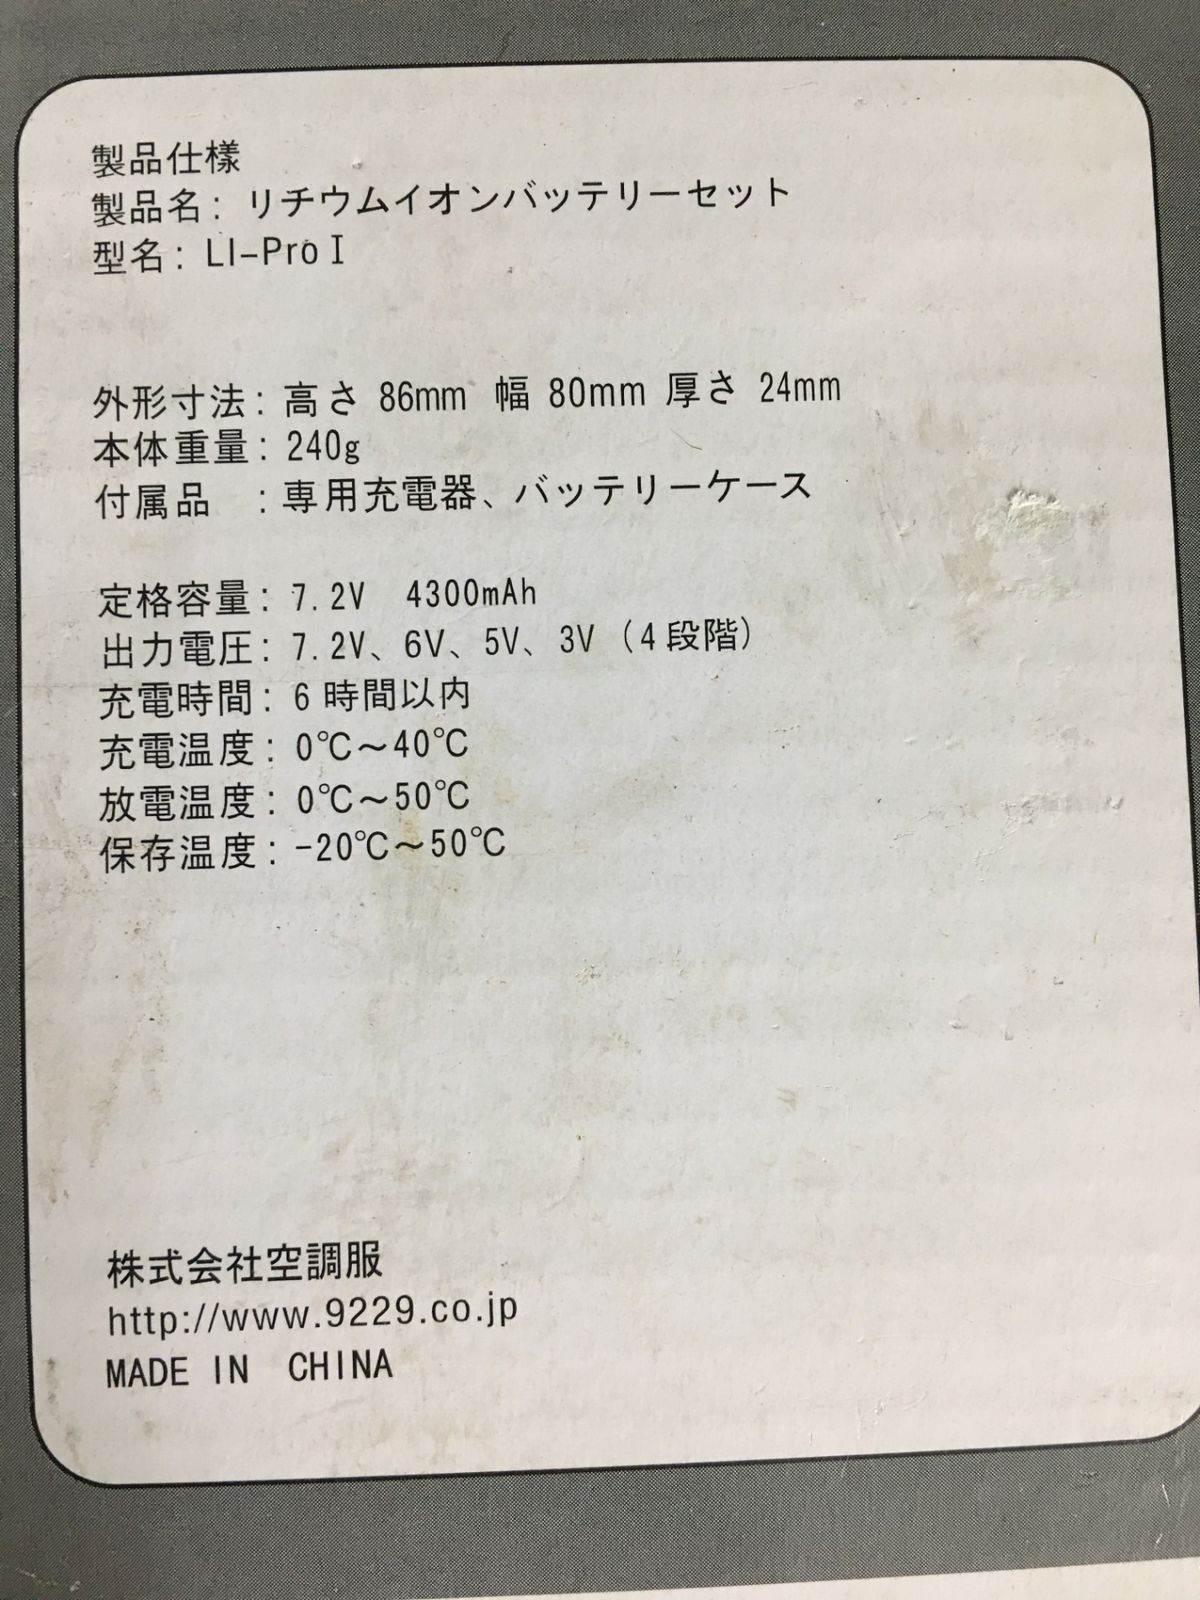 製品仕様
製品名：リチウムイオンバッテリーセット
型名：LI-Pro I
外形寸法：高さ 86mm 幅 80mm 厚さ 24mm
本体重量：240g
付属品　：専用充電器、バッテリーケース
定格容量：7.2V　4300mAh
出力電圧：7.2V、6V、5V、3V（4段階）
充電時間：6 時間以内
充電温度：0℃～40℃
放電温度：0℃～50℃
保存温度：-20℃～50℃
株式会社空調服
http://www.9229.co.jp
MADE IN　CHINA